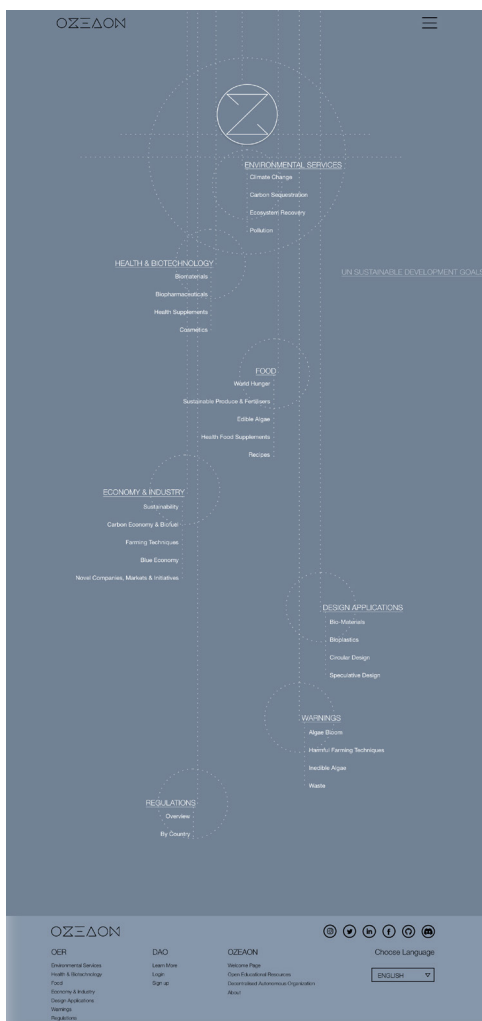 OZEAON
ENVIRONMENTAL SERVICES
Climate Change
Carbon Sequestration
Ecosystem Recovery
Pollution
HEALTH & BIOTECHNOLOGY
Biomaterials
Biopharmaceuticals
Health Supplements
Cosmetics
UN SUSTAINABLE DEVELOPMENT GOALS
FOOD
World Hunger
Sustainable Produce & Fertilisers
Edible Algae
Health Food Supplements
Recipes
ECONOMY & INDUSTRY
Sustainability
Carbon Economy & Biofuel
Farming Techniques
Blue Economy
Novel Companies, Markets & Initiatives
DESIGN APPLICATIONS
Bio-Materials
Bioplastics
Circular Design
Speculative Design
WARNINGS
Algae Bloom
Harmful Farming Techniques
Inedible Algae
Waste
REGULATIONS
Overview
By Country
OZEAON
OER
Environmental Services
Health & Biotechnology
Food
Economy & Industry
Design Applications
Warnings
Regulations
DAO
Learn More
Login
Sign up
OZEAON
Welcome Page
Open Educational Resources
Decentralised Autonomous Organization
About
Choose Language
ENGLISH